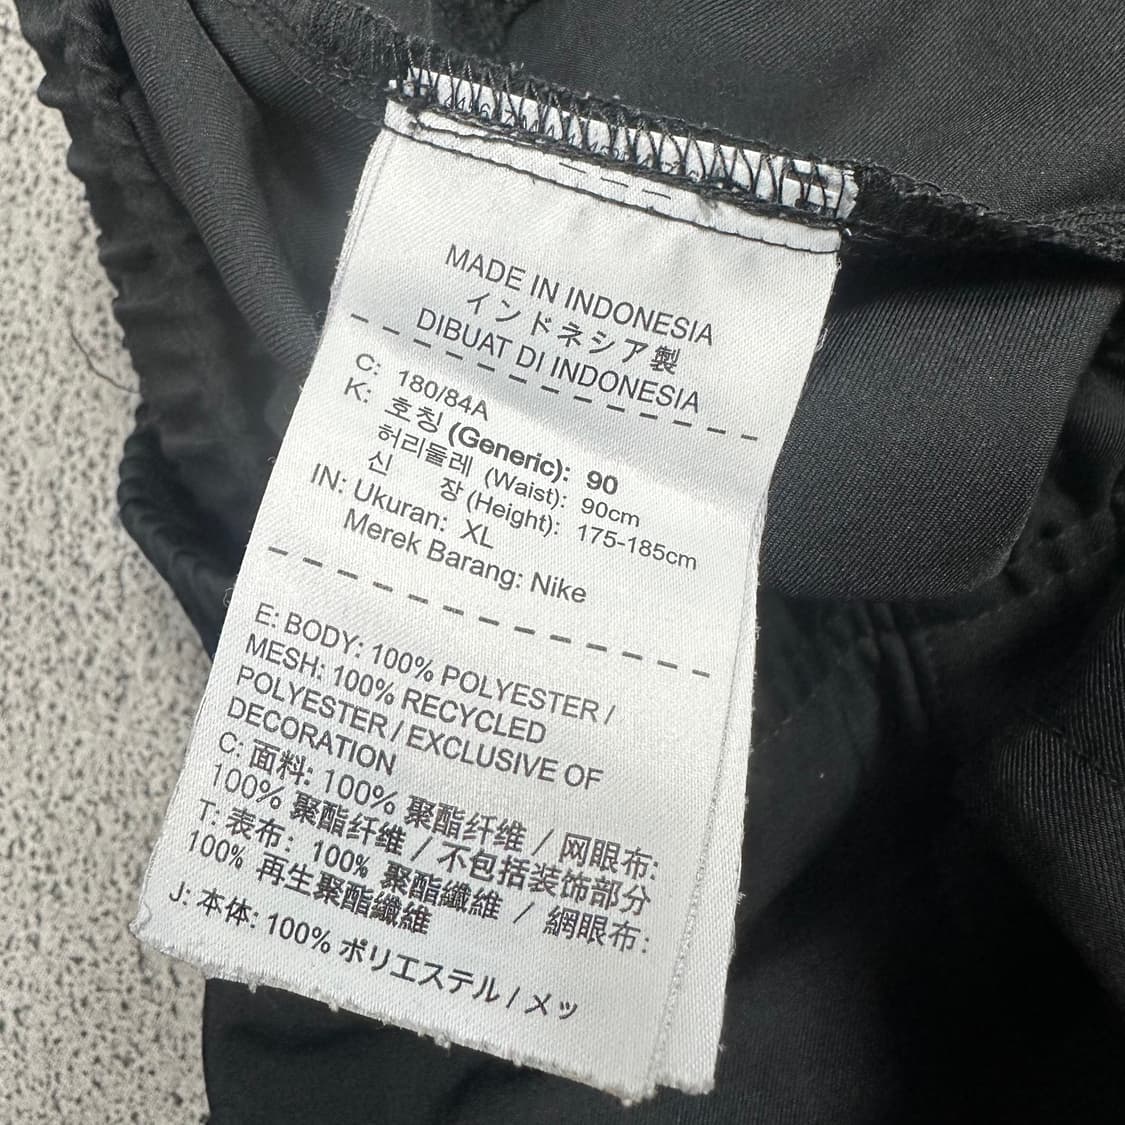 MADE IN INDONESIA
インドネシア製
DIBUAT DI INDONESIA
C: 180/84A
K: 호칭 (Generic): 90
허리둘레 (Waist): 90cm
신 장 (Height): 175-185cm
IN: Ukuran: XL
Merek Barang: Nike
E: BODY: 100% POLYESTER /
MESH: 100% RECYCLED
POLYESTER / EXCLUSIVE OF
DECORATION
C: 面料: 100% 聚酯纤维 / 网眼布:
100% 聚酯纤维 / 不包括装饰部分
T: 表布: 100% 聚酯纖維 / 網眼布:
100% 再生聚酯纖維
J: 本体: 100% ポリエステル / メッ